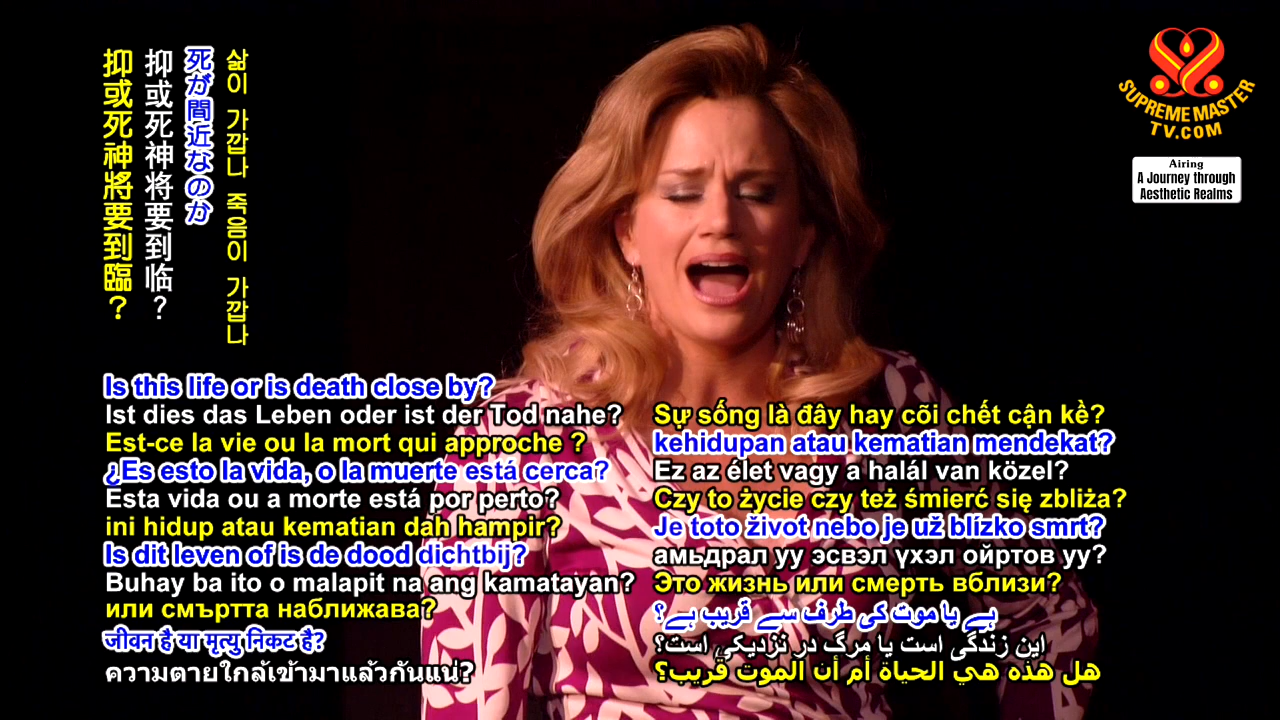 抑或死神將要到臨？
抑或死神将要到临？
死が間近なのか
삶이 가깝나 죽음이 가깝나
SUPREME MASTER
TV.COM
Airing
A Journey through
Aesthetic Realms
Is this life or is death close by?
Ist dies das Leben oder ist der Tod nahe?
Est-ce la vie ou la mort qui approche ?
¿Es esto la vida, o la muerte está cerca?
Esta vida ou a morte está por perto?
ini hidup atau kematian dah hampir?
Is dit leven of is de dood dichtbij?
Buhay ba ito o malapit na ang kamatayan?
или смъртта наближава?
जीवन है या मृत्यु निकट है?
ความตายใกล้เข้ามาแล้วกันแน่?
Sự sống là đây hay cõi chết cận kề?
kehidupan atau kematian mendekat?
Ez az élet vagy a halál van közel?
Czy to życie czy też śmierć się zbliża?
Je toto život nebo je už blízko smrt?
амьдрал уу эсвэл үхэл ойртов уу?
Это жизнь или смерть вблизи?
ہے یا موت کی طرف سے قریب ہے؟
این زندگی است یا مرگ در نزدیکی است؟
هل هذه هي الحياة أم أن الموت قريب؟